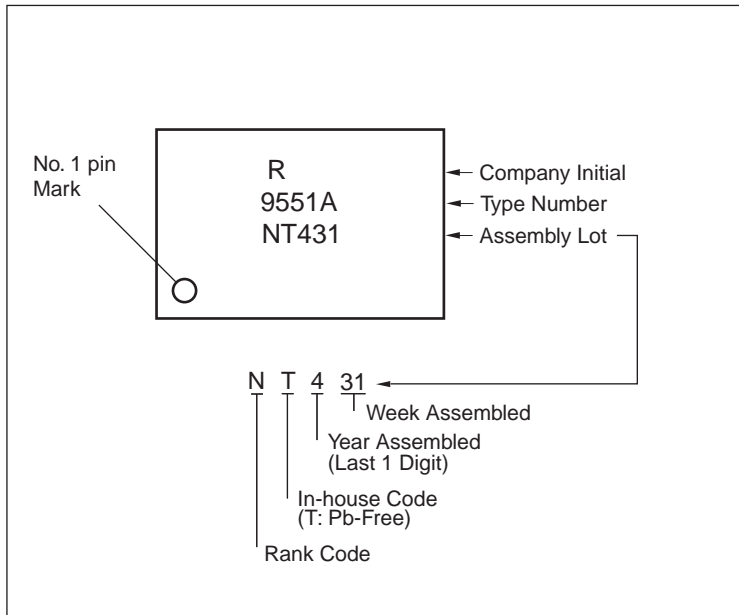 No. 1 pin
Mark
R
9551A
NT431
Company Initial
Type Number
Assembly Lot
N T 4 31
Week Assembled
Year Assembled
(Last 1 Digit)
In-house Code
(T: Pb-Free)
Rank Code